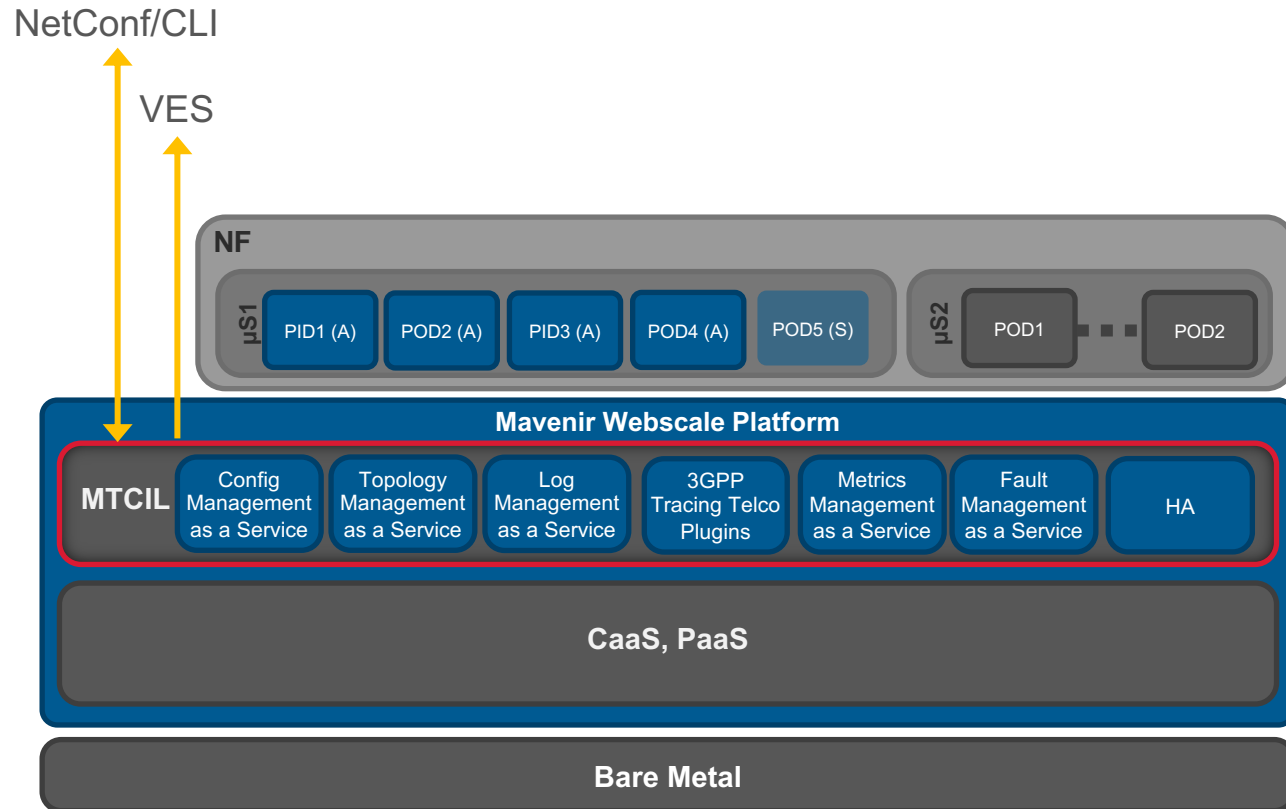 NetConf/CLI
VES
NF
µS1
PID1 (A)
POD2 (A)
PID3 (A)
POD4 (A)
POD5 (S)
µS2
POD1
POD2
Mavenir Webscale Platform
MTCIL
Config
Management
as a Service
Topology
Management
as a Service
Log
Management
as a Service
3GPP
Tracing Telco
Plugins
Metrics
Management
as a Service
Fault
Management
as a Service
HA
CaaS, PaaS
Bare Metal